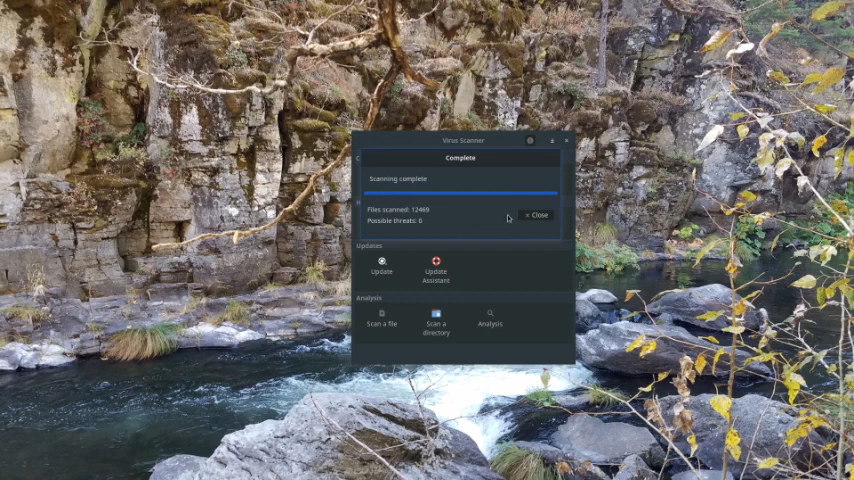 Virus Scanner
Complete
Scanning complete
Files scanned: 12469
Possible threats: 0
× Close
Updates
Update
Update
Assistant
Analysis
Scan a file
Scan a
directory
Analysis